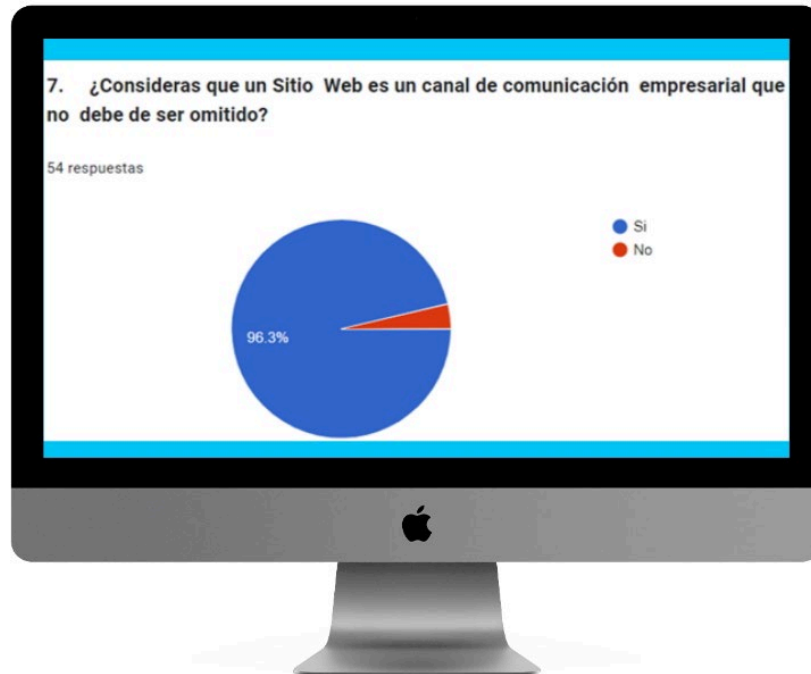 7. ¿Consideras que un Sitio Web es un canal de comunicación empresarial que
no debe de ser omitido?
54 respuestas
Si
No
96.3%